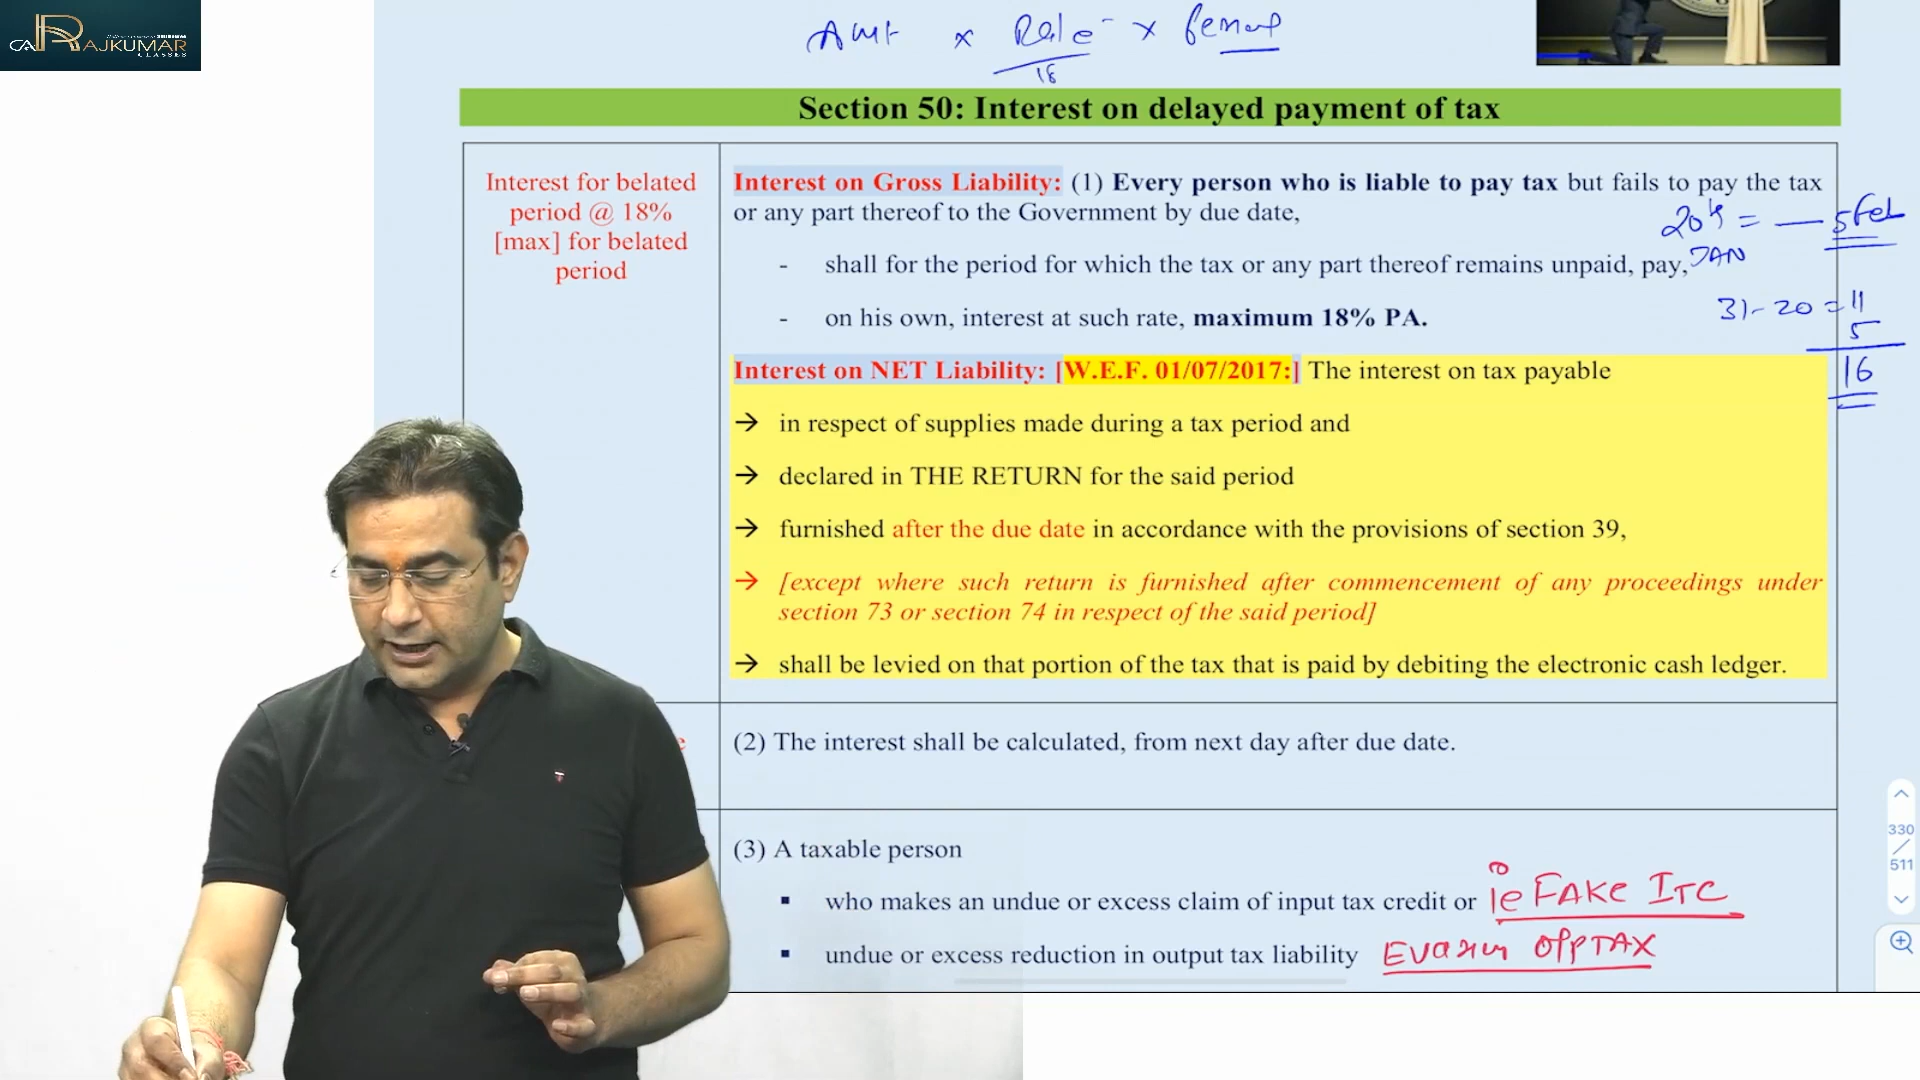 CA RAJKUMAR
CLASSES
Amt × Rate × Period
18
Section 50: Interest on delayed payment of tax
Interest for belated
period @ 18%
[max] for belated
period
Interest on Gross Liability: (1) Every person who is liable to pay tax but fails to pay the tax
or any part thereof to the Government by due date,
- shall for the period for which the tax or any part thereof remains unpaid, pay,
- on his own, interest at such rate, maximum 18% PA.
20th = — 5 Feb
JAN
31-20 = 11
5
16
Interest on NET Liability: [W.E.F. 01/07/2017:] The interest on tax payable
→ in respect of supplies made during a tax period and
→ declared in THE RETURN for the said period
→ furnished after the due date in accordance with the provisions of section 39,
→ [except where such return is furnished after commencement of any proceedings under
section 73 or section 74 in respect of the said period]
→ shall be levied on that portion of the tax that is paid by debiting the electronic cash ledger.
(2) The interest shall be calculated, from next day after due date.
(3) A taxable person
▪ who makes an undue or excess claim of input tax credit or ie FAKE ITC
▪ undue or excess reduction in output tax liability Evasion OPPTAX
330
/
511